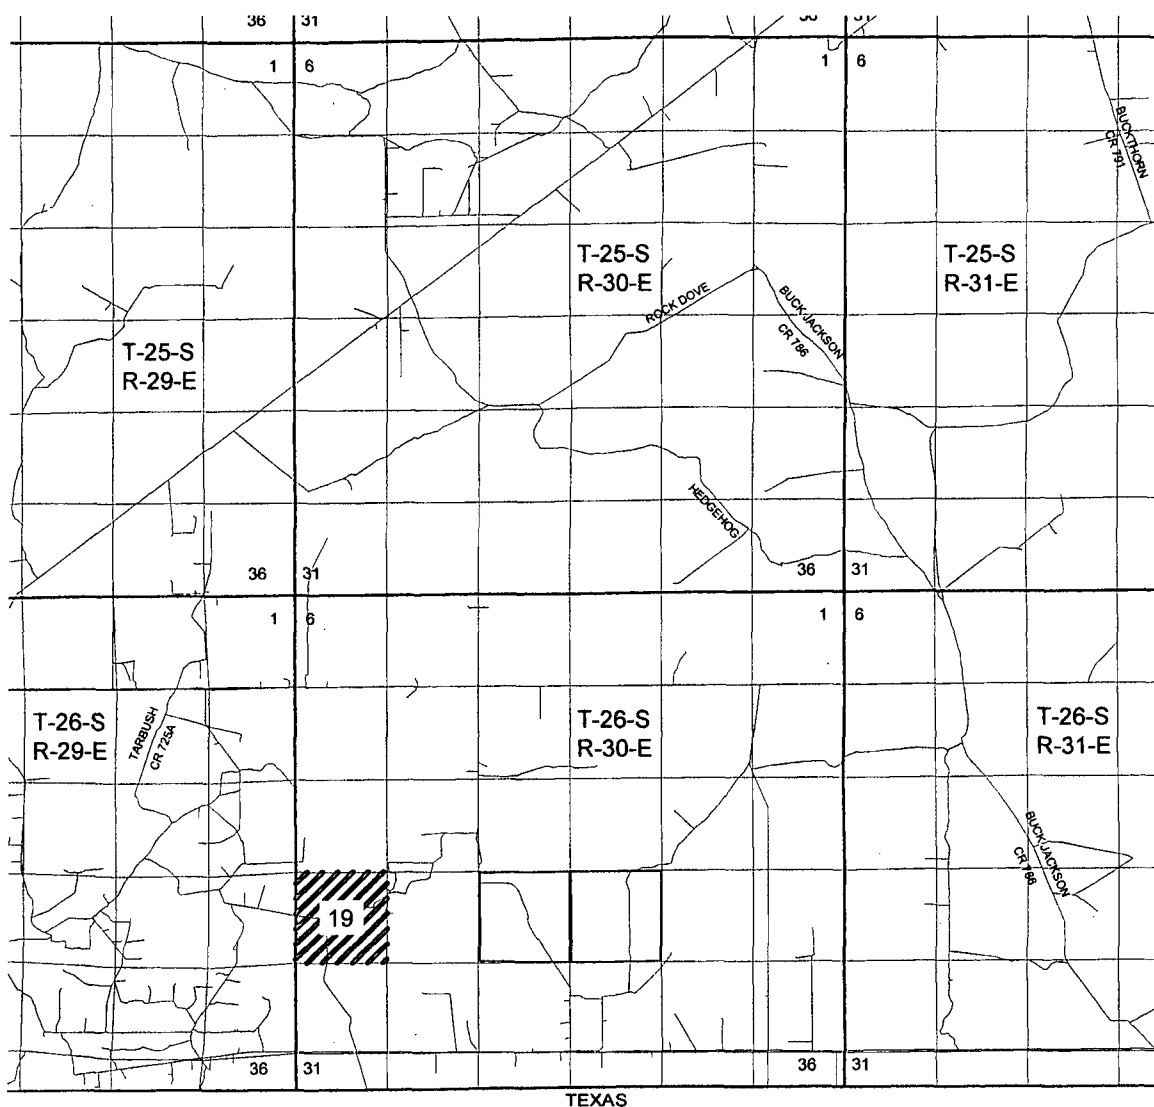 36 31 36 31
1 6 1 6
BUCKTHORN
CR 791
T-25-S
R-30-E
T-25-S
R-31-E
ROCK DOVE
BUCK JACKSON
CR 786
T-25-S
R-29-E
HEDGEHOG
36 31 36 31
1 6 1 6
T-26-S
R-29-E
TARBUSH
CR 725A
T-26-S
R-30-E
T-26-S
R-31-E
BUCK JACKSON
CR 786
19
36 31 36 31
TEXAS